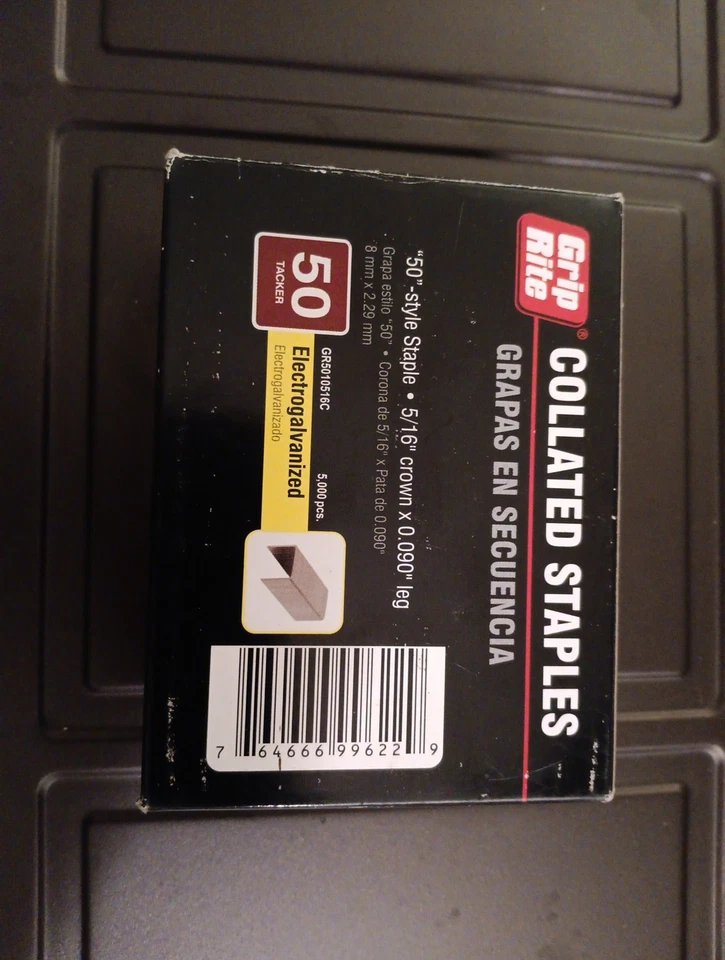 Grip
Rite®
COLLATED STAPLES
GRAPAS EN SECUENCIA
"50"-style Staple • 5/16" crown x 0.090" leg
Grapa estilo "50" • Corona de 5/16" x Pata de 0.090"
8 mm x 2.29 mm
50
TACKER
GR5010516C
5,000 pcs.
Electrogalvanized
Electrogalvanizado
7 64666 99622 9